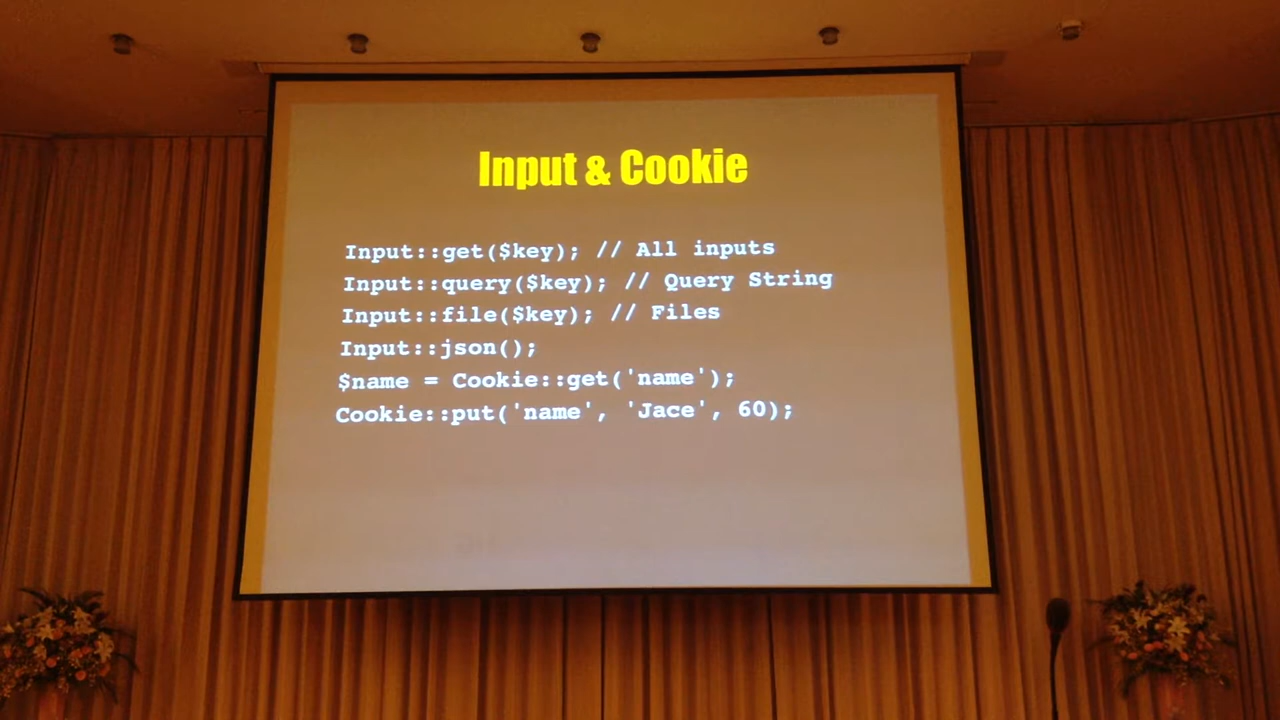 Input & Cookie
Input::get($key); // All inputs
Input::query($key); // Query String
Input::file($key); // Files
Input::json();
$name = Cookie::get('name');
Cookie::put('name', 'Jace', 60);